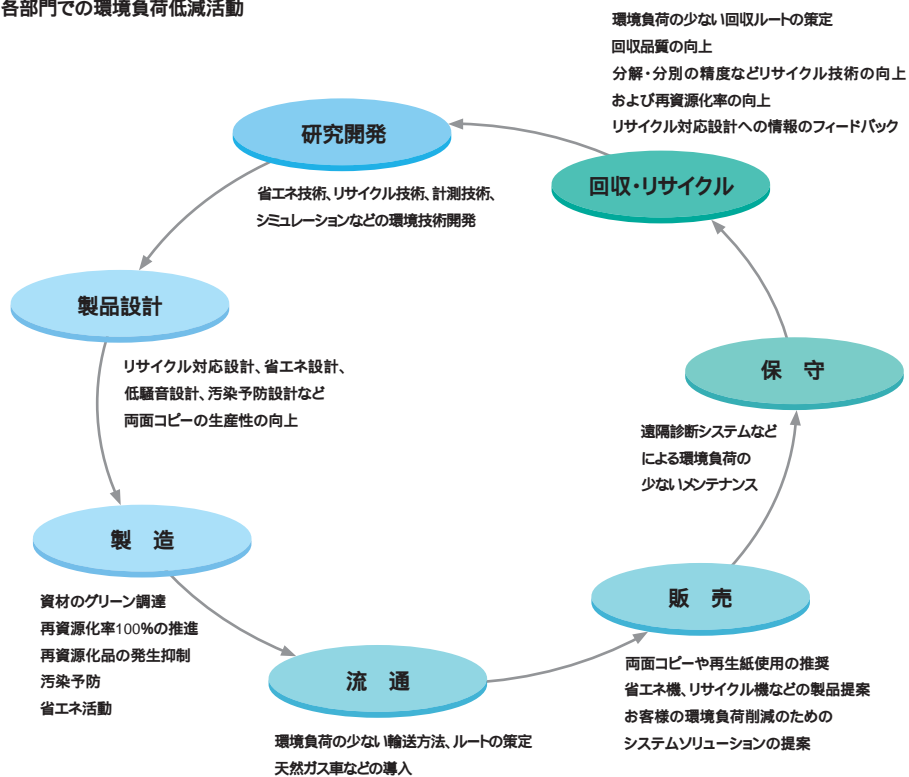 各部門での環境負荷低減活動
研究開発
省エネ技術、リサイクル技術、計測技術、
シミュレーションなどの環境技術開発
製品設計
リサイクル対応設計、省エネ設計、
低騒音設計、汚染予防設計など
両面コピーの生産性の向上
製 造
資材のグリーン調達
再資源化率100%の推進
再資源化品の発生抑制
汚染予防
省エネ活動
流 通
環境負荷の少ない輸送方法、ルートの策定
天然ガス車などの導入
販 売
両面コピーや再生紙使用の推奨
省エネ機、リサイクル機などの製品提案
お客様の環境負荷削減のための
システムソリューションの提案
保 守
遠隔診断システムなど
による環境負荷の
少ないメンテナンス
回収・リサイクル
環境負荷の少ない回収ルートの策定
回収品質の向上
分解・分別の精度などリサイクル技術の向上
および再資源化率の向上
リサイクル対応設計への情報のフィードバック